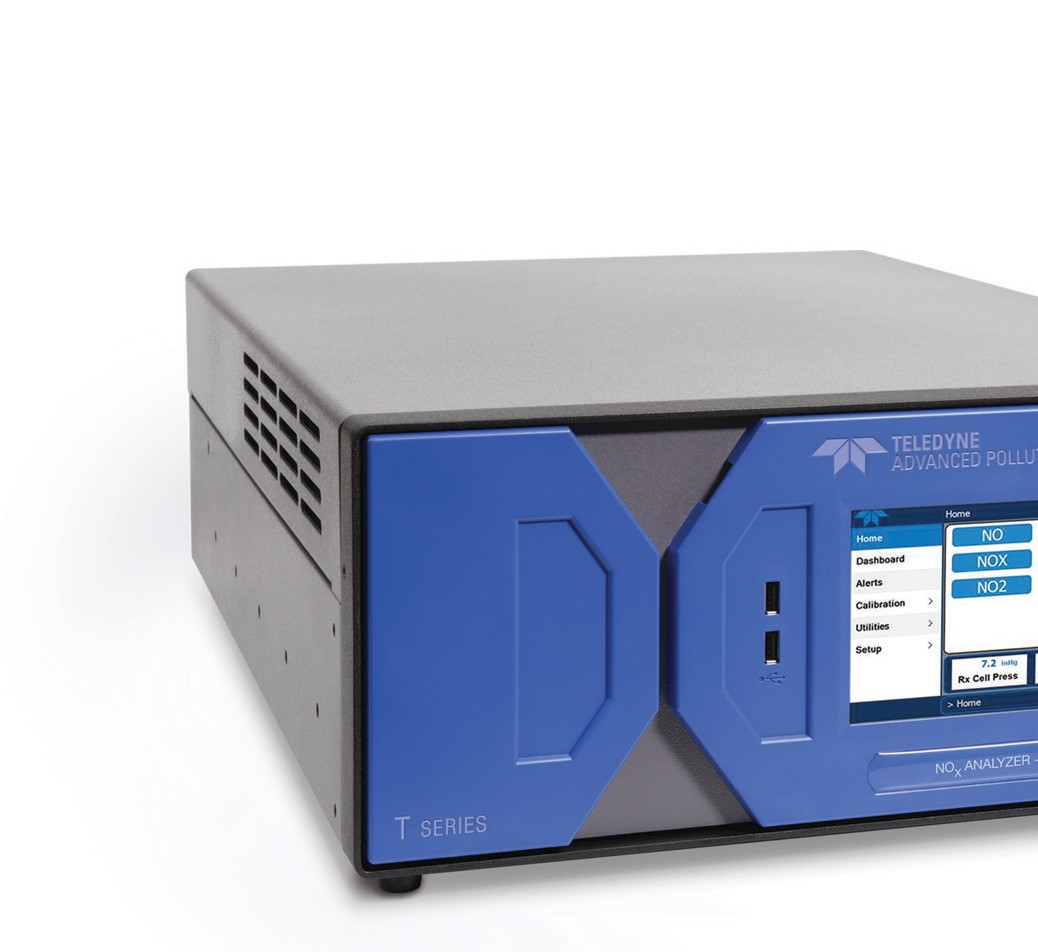 TELEDYNE
ADVANCED POLLUT
Home
Home
Dashboard
Alerts
Calibration >
Utilities >
Setup >
NO
NOX
NO2
7.2 inHg
Rx Cell Press
> Home
NOX ANALYZER -
T SERIES